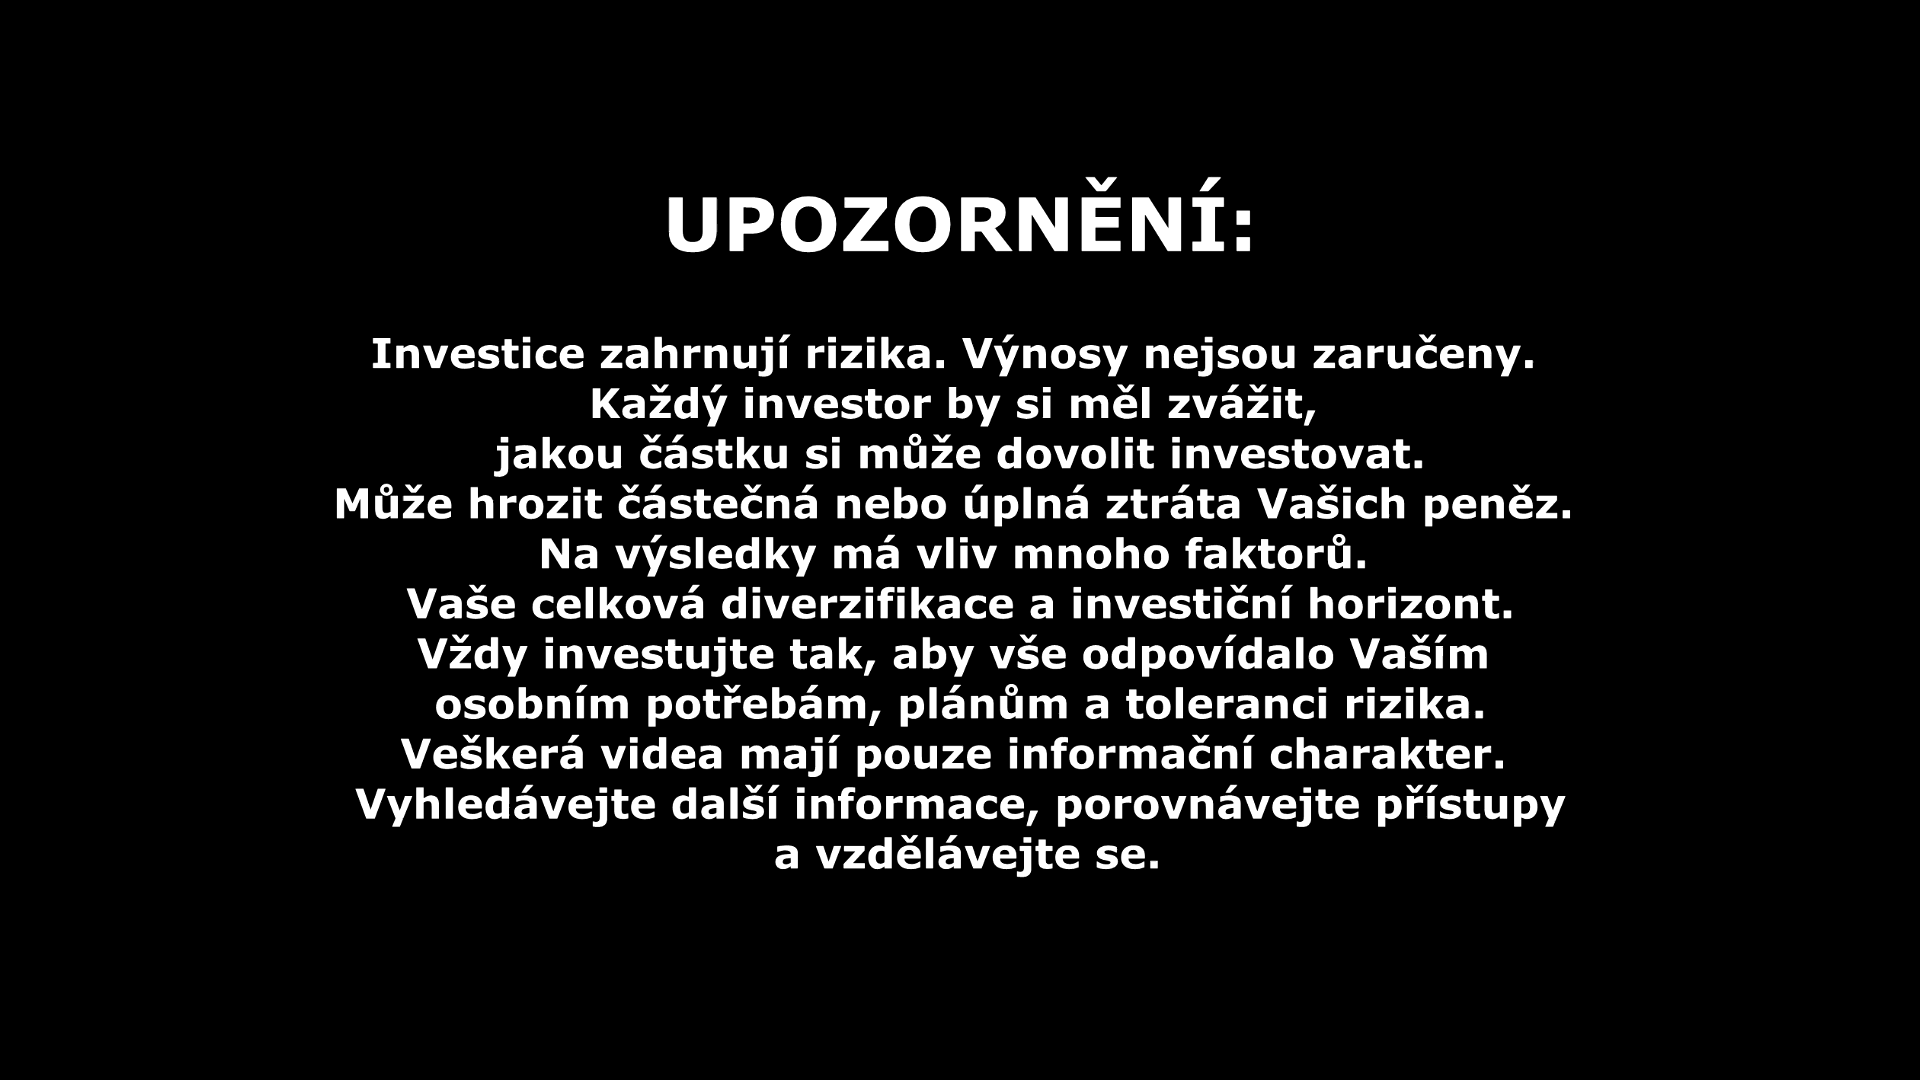 UPOZORNĚNÍ:
Investice zahrnují rizika. Výnosy nejsou zaručeny.
Každý investor by si měl zvážit,
jakou částku si může dovolit investovat.
Může hrozit částečná nebo úplná ztráta Vašich peněz.
Na výsledky má vliv mnoho faktorů.
Vaše celková diverzifikace a investiční horizont.
Vždy investujte tak, aby vše odpovídalo Vaším
osobním potřebám, plánům a toleranci rizika.
Veškerá videa mají pouze informační charakter.
Vyhledávejte další informace, porovnávejte přístupy
a vzdělávejte se.